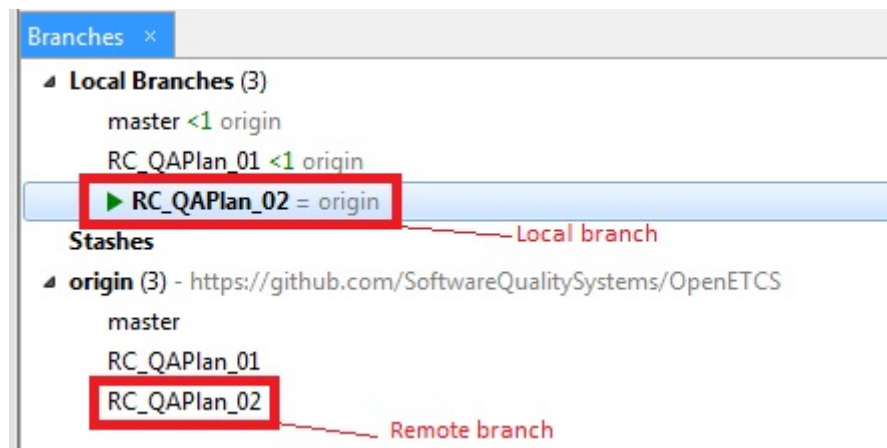 Branches ×
Local Branches (3)
master <1 origin
RC_QAPlan_01 <1 origin
RC_QAPlan_02 = origin
Local branch
Stashes
origin (3) - https://github.com/SoftwareQualitySystems/OpenETCS
master
RC_QAPlan_01
RC_QAPlan_02
Remote branch